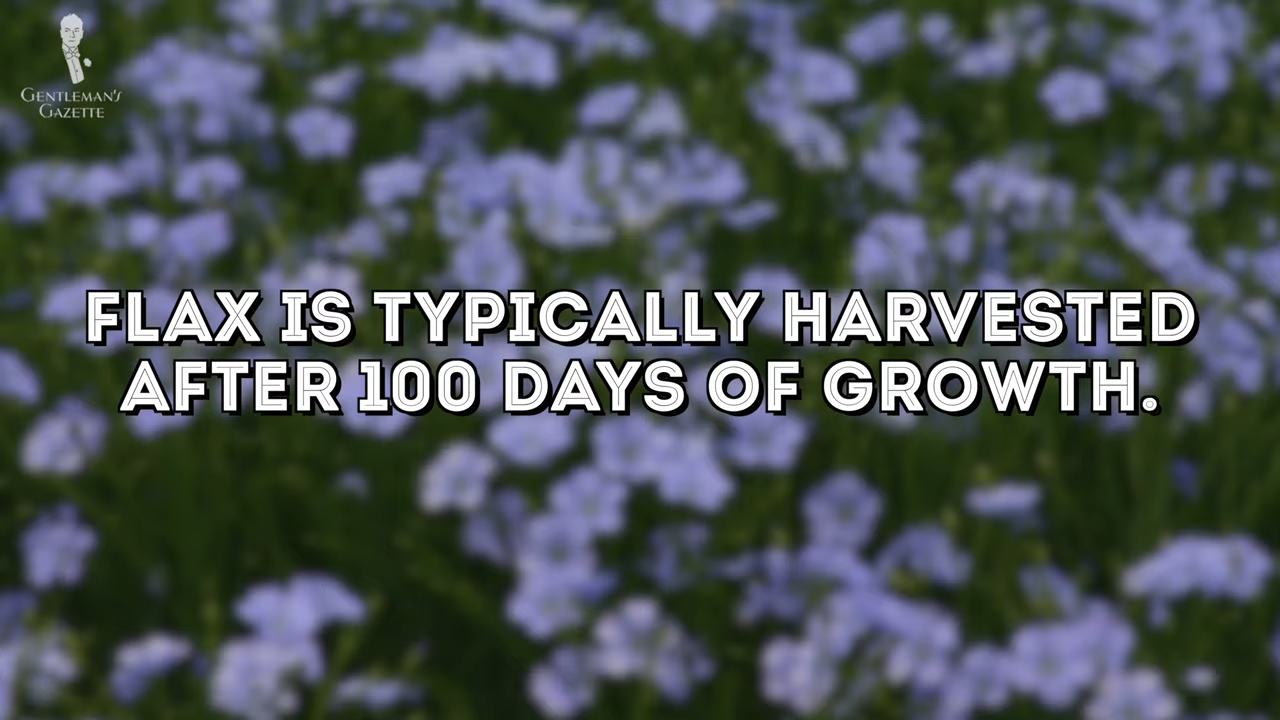 GENTLEMAN'S
GAZETTE
FLAX IS TYPICALLY HARVESTED
AFTER 100 DAYS OF GROWTH.